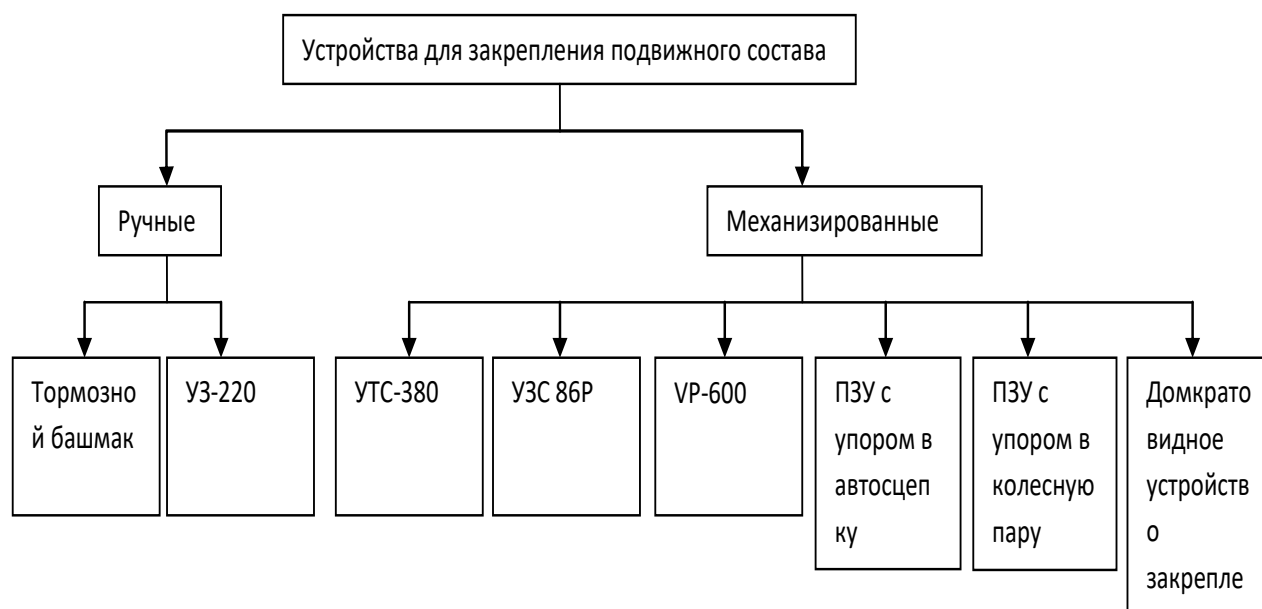 Устройства для закрепления подвижного состава
Ручные
Механизированные
Тормозно
й башмак
УЗ-220
УТС-380
УЗС 86Р
VP-600
ПЗУ с
упором в
автосцеп
ку
ПЗУ с
упором в
колесную
пару
Домкрато
видное
устройств
о
закрепле